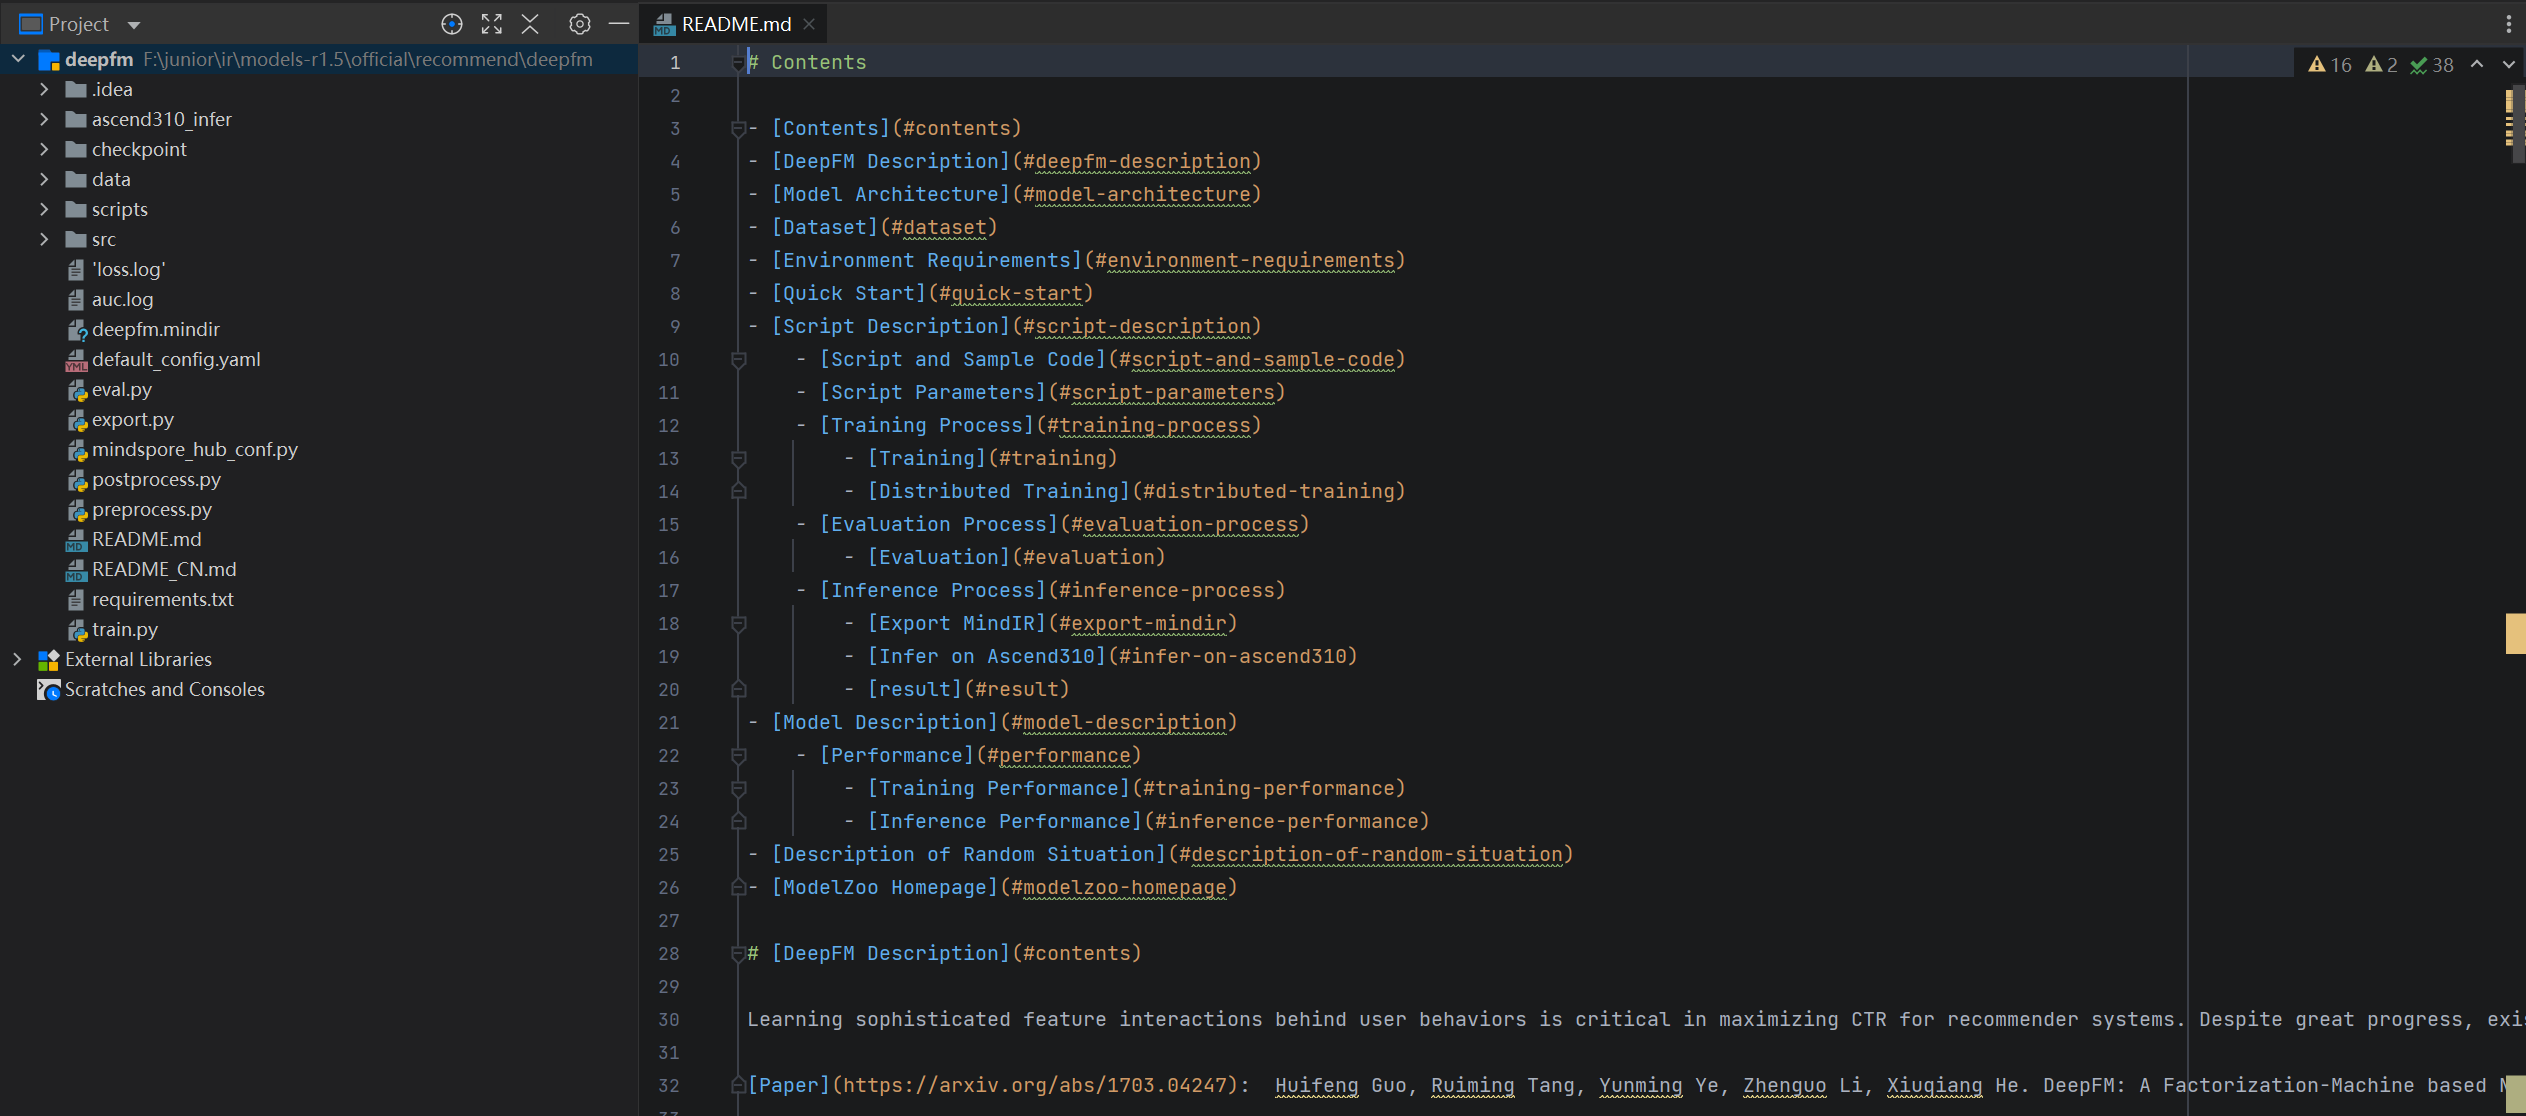 Project
README.md
deepfm F:\junior\ir\models-r1.5\official\recommend\deepfm
.idea
ascend310_infer
checkpoint
data
scripts
src
'loss.log'
auc.log
deepfm.mindir
default_config.yaml
eval.py
export.py
mindspore_hub_conf.py
postprocess.py
preprocess.py
README.md
README_CN.md
requirements.txt
train.py
External Libraries
Scratches and Consoles
16 2 38
1 # Contents
2
3 - [Contents](#contents)
4 - [DeepFM Description](#deepfm-description)
5 - [Model Architecture](#model-architecture)
6 - [Dataset](#dataset)
7 - [Environment Requirements](#environment-requirements)
8 - [Quick Start](#quick-start)
9 - [Script Description](#script-description)
10 - [Script and Sample Code](#script-and-sample-code)
11 - [Script Parameters](#script-parameters)
12 - [Training Process](#training-process)
13 - [Training](#training)
14 - [Distributed Training](#distributed-training)
15 - [Evaluation Process](#evaluation-process)
16 - [Evaluation](#evaluation)
17 - [Inference Process](#inference-process)
18 - [Export MindIR](#export-mindir)
19 - [Infer on Ascend310](#infer-on-ascend310)
20 - [result](#result)
21 - [Model Description](#model-description)
22 - [Performance](#performance)
23 - [Training Performance](#training-performance)
24 - [Inference Performance](#inference-performance)
25 - [Description of Random Situation](#description-of-random-situation)
26 - [ModelZoo Homepage](#modelzoo-homepage)
27
28 # [DeepFM Description](#contents)
29
30 Learning sophisticated feature interactions behind user behaviors is critical in maximizing CTR for recommender systems. Despite great progress,
31
32 [Paper](https://arxiv.org/abs/1703.04247): Huifeng Guo, Ruiming Tang, Yunming Ye, Zhenguo Li, Xiuqiang He. DeepFM: A Factorization-Machine based